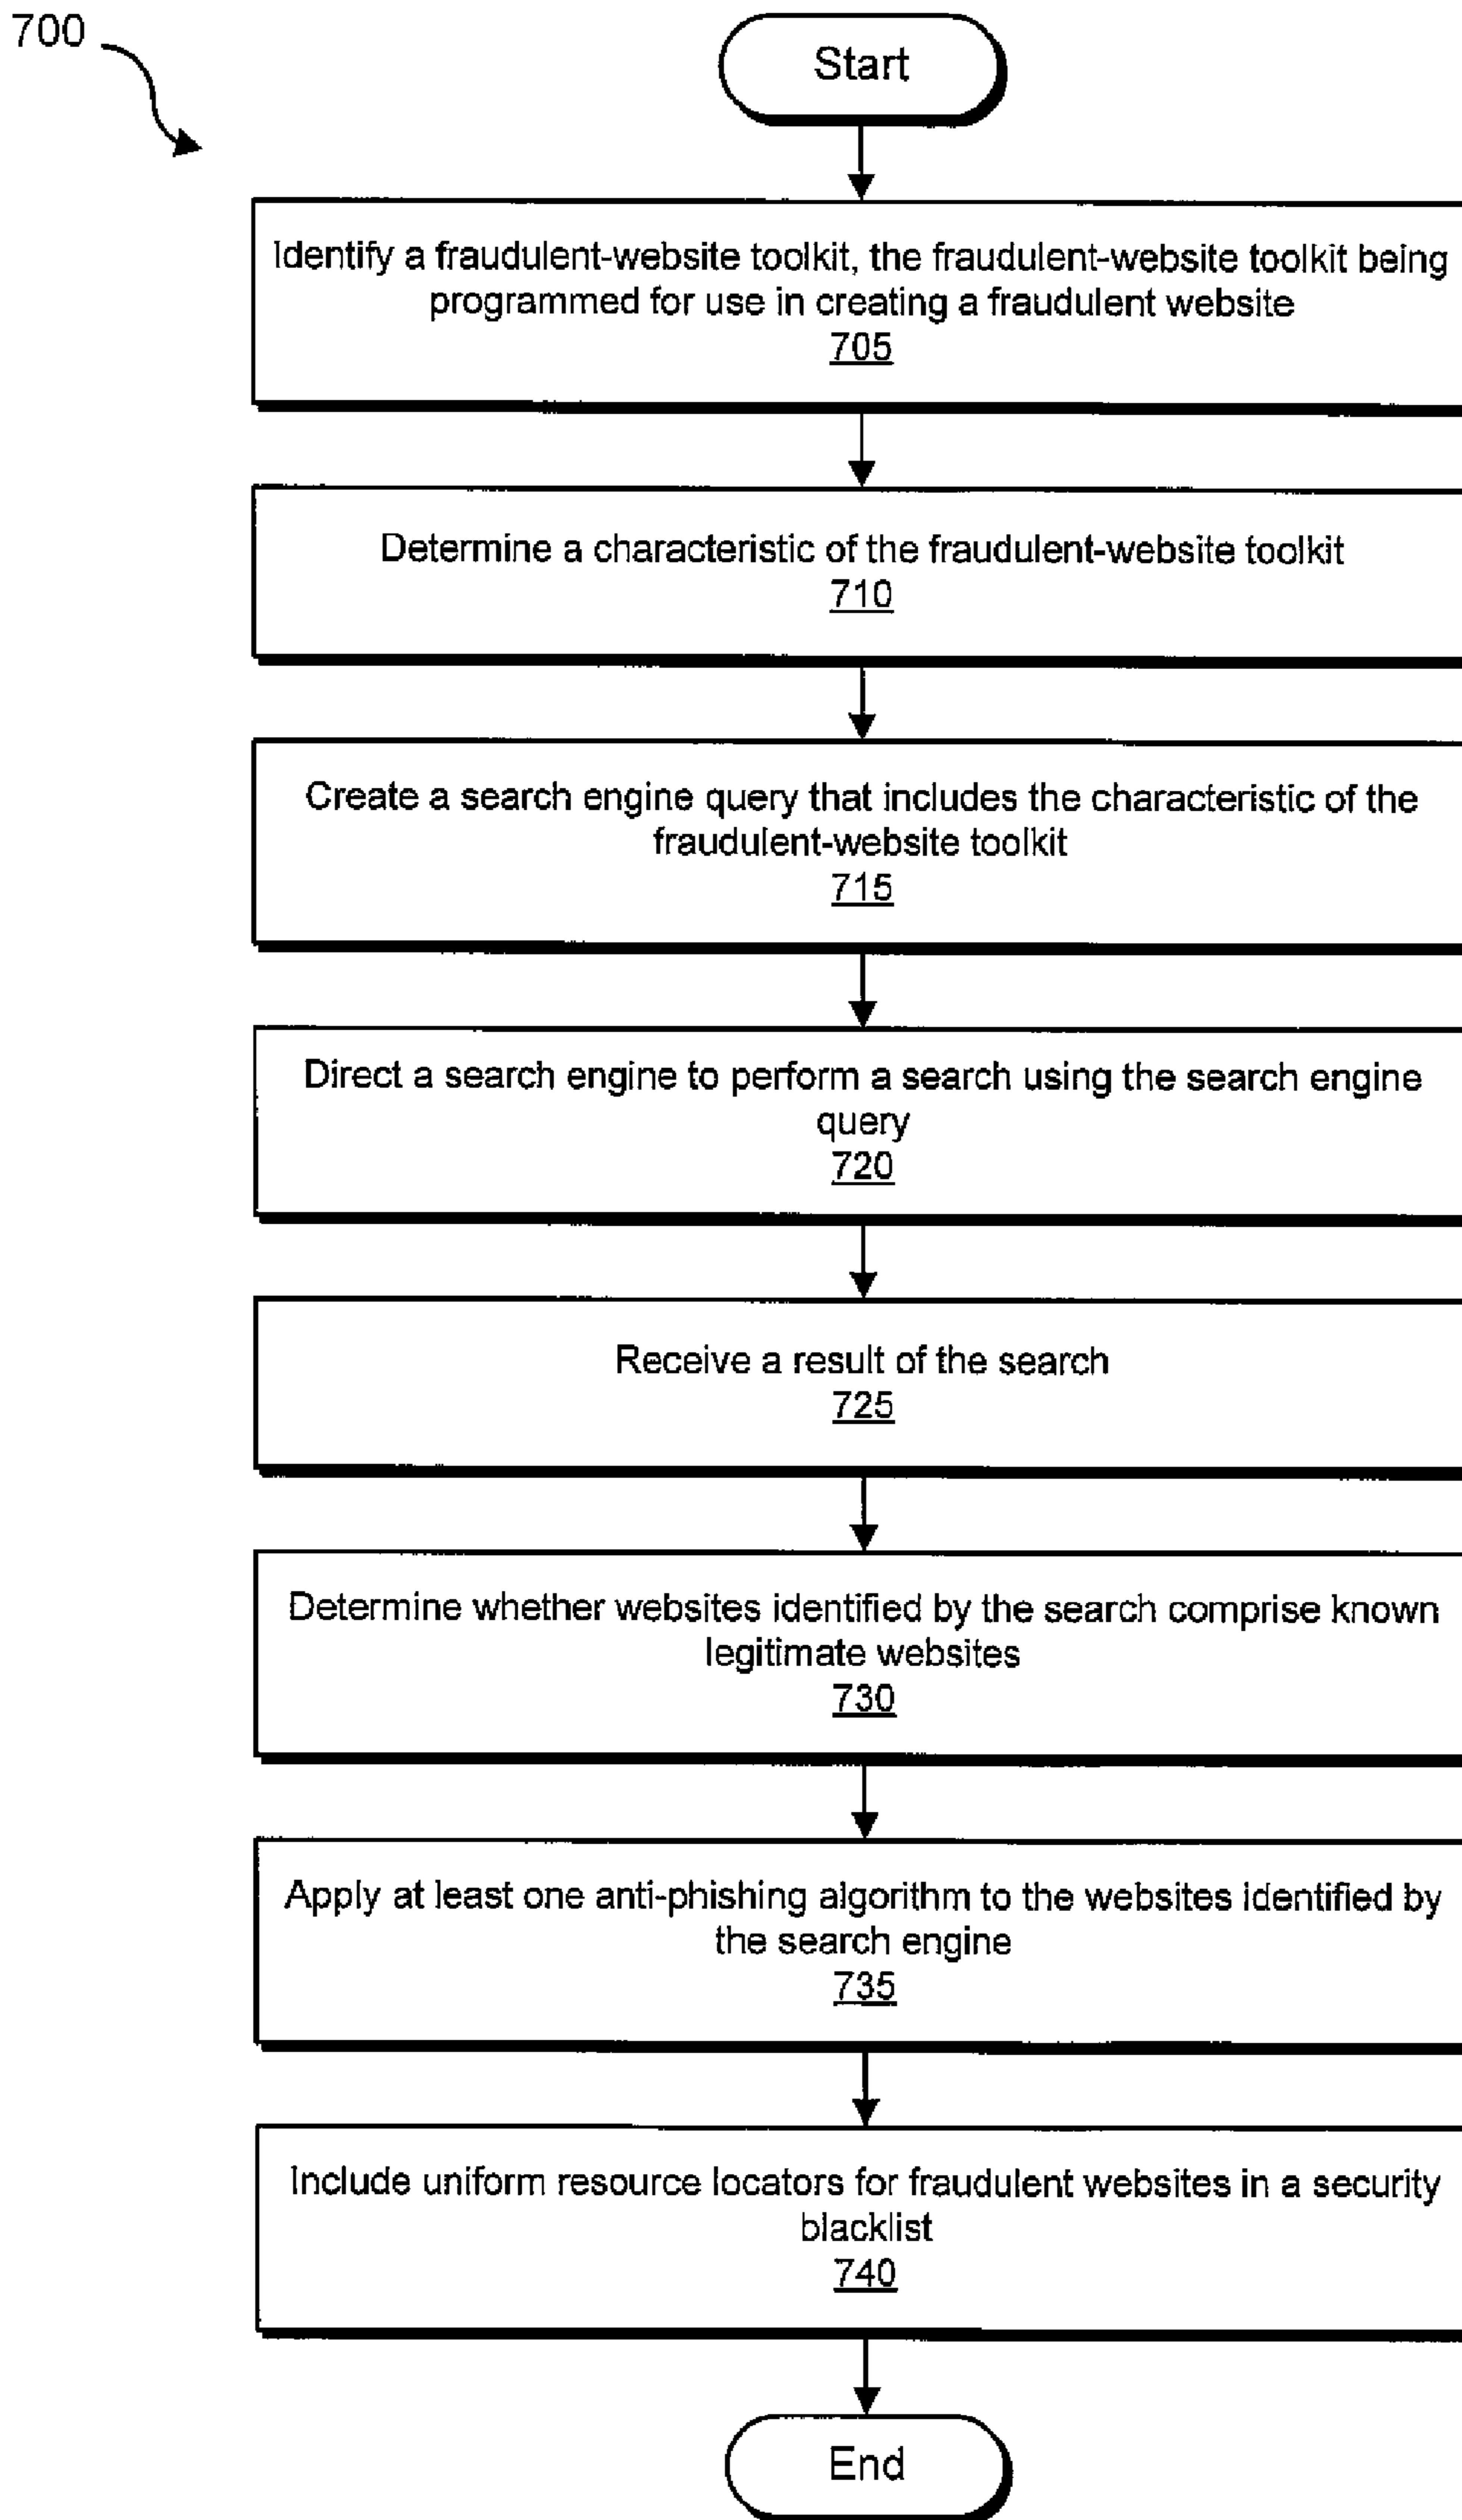 700
Start
Identify a fraudulent-website toolkit, the fraudulent-website toolkit being
programmed for use in creating a fraudulent website
705
Determine a characteristic of the fraudulent-website toolkit
710
Create a search engine query that includes the characteristic of the
fraudulent-website toolkit
715
Direct a search engine to perform a search using the search engine
query
720
Receive a result of the search
725
Determine whether websites identified by the search comprise known
legitimate websites
730
Apply at least one anti-phishing algorithm to the websites identified by
the search engine
735
Include uniform resource locators for fraudulent websites in a security
blacklist
740
End